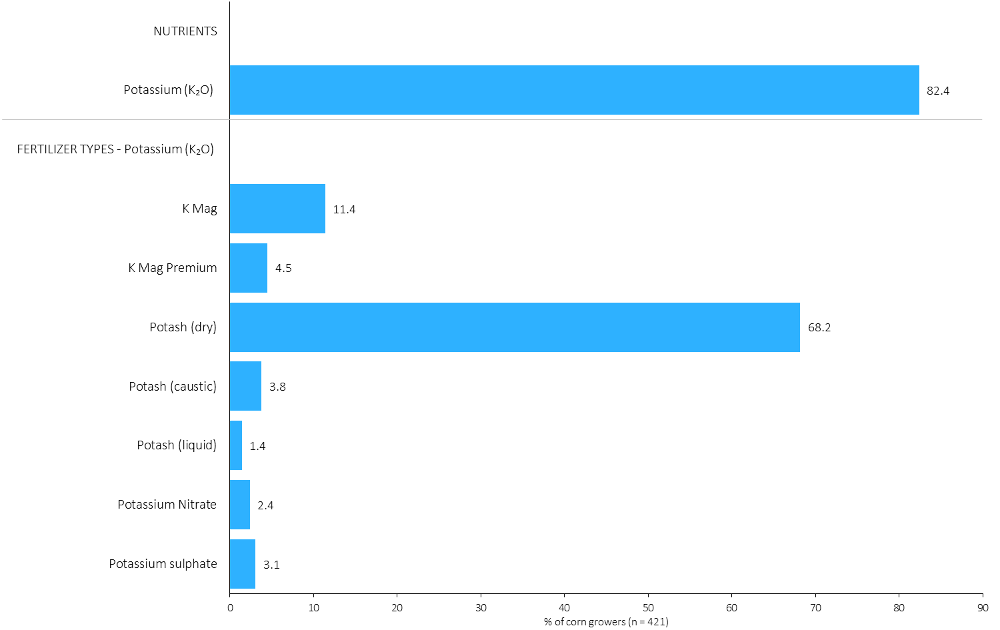 NUTRIENTS
Potassium (K₂O) 82.4
FERTILIZER TYPES - Potassium (K₂O)
K Mag 11.4
K Mag Premium 4.5
Potash (dry) 68.2
Potash (caustic) 3.8
Potash (liquid) 1.4
Potassium Nitrate 2.4
Potassium sulphate 3.1
0 10 20 30 40 50 60 70 80 90
% of corn growers (n = 421)